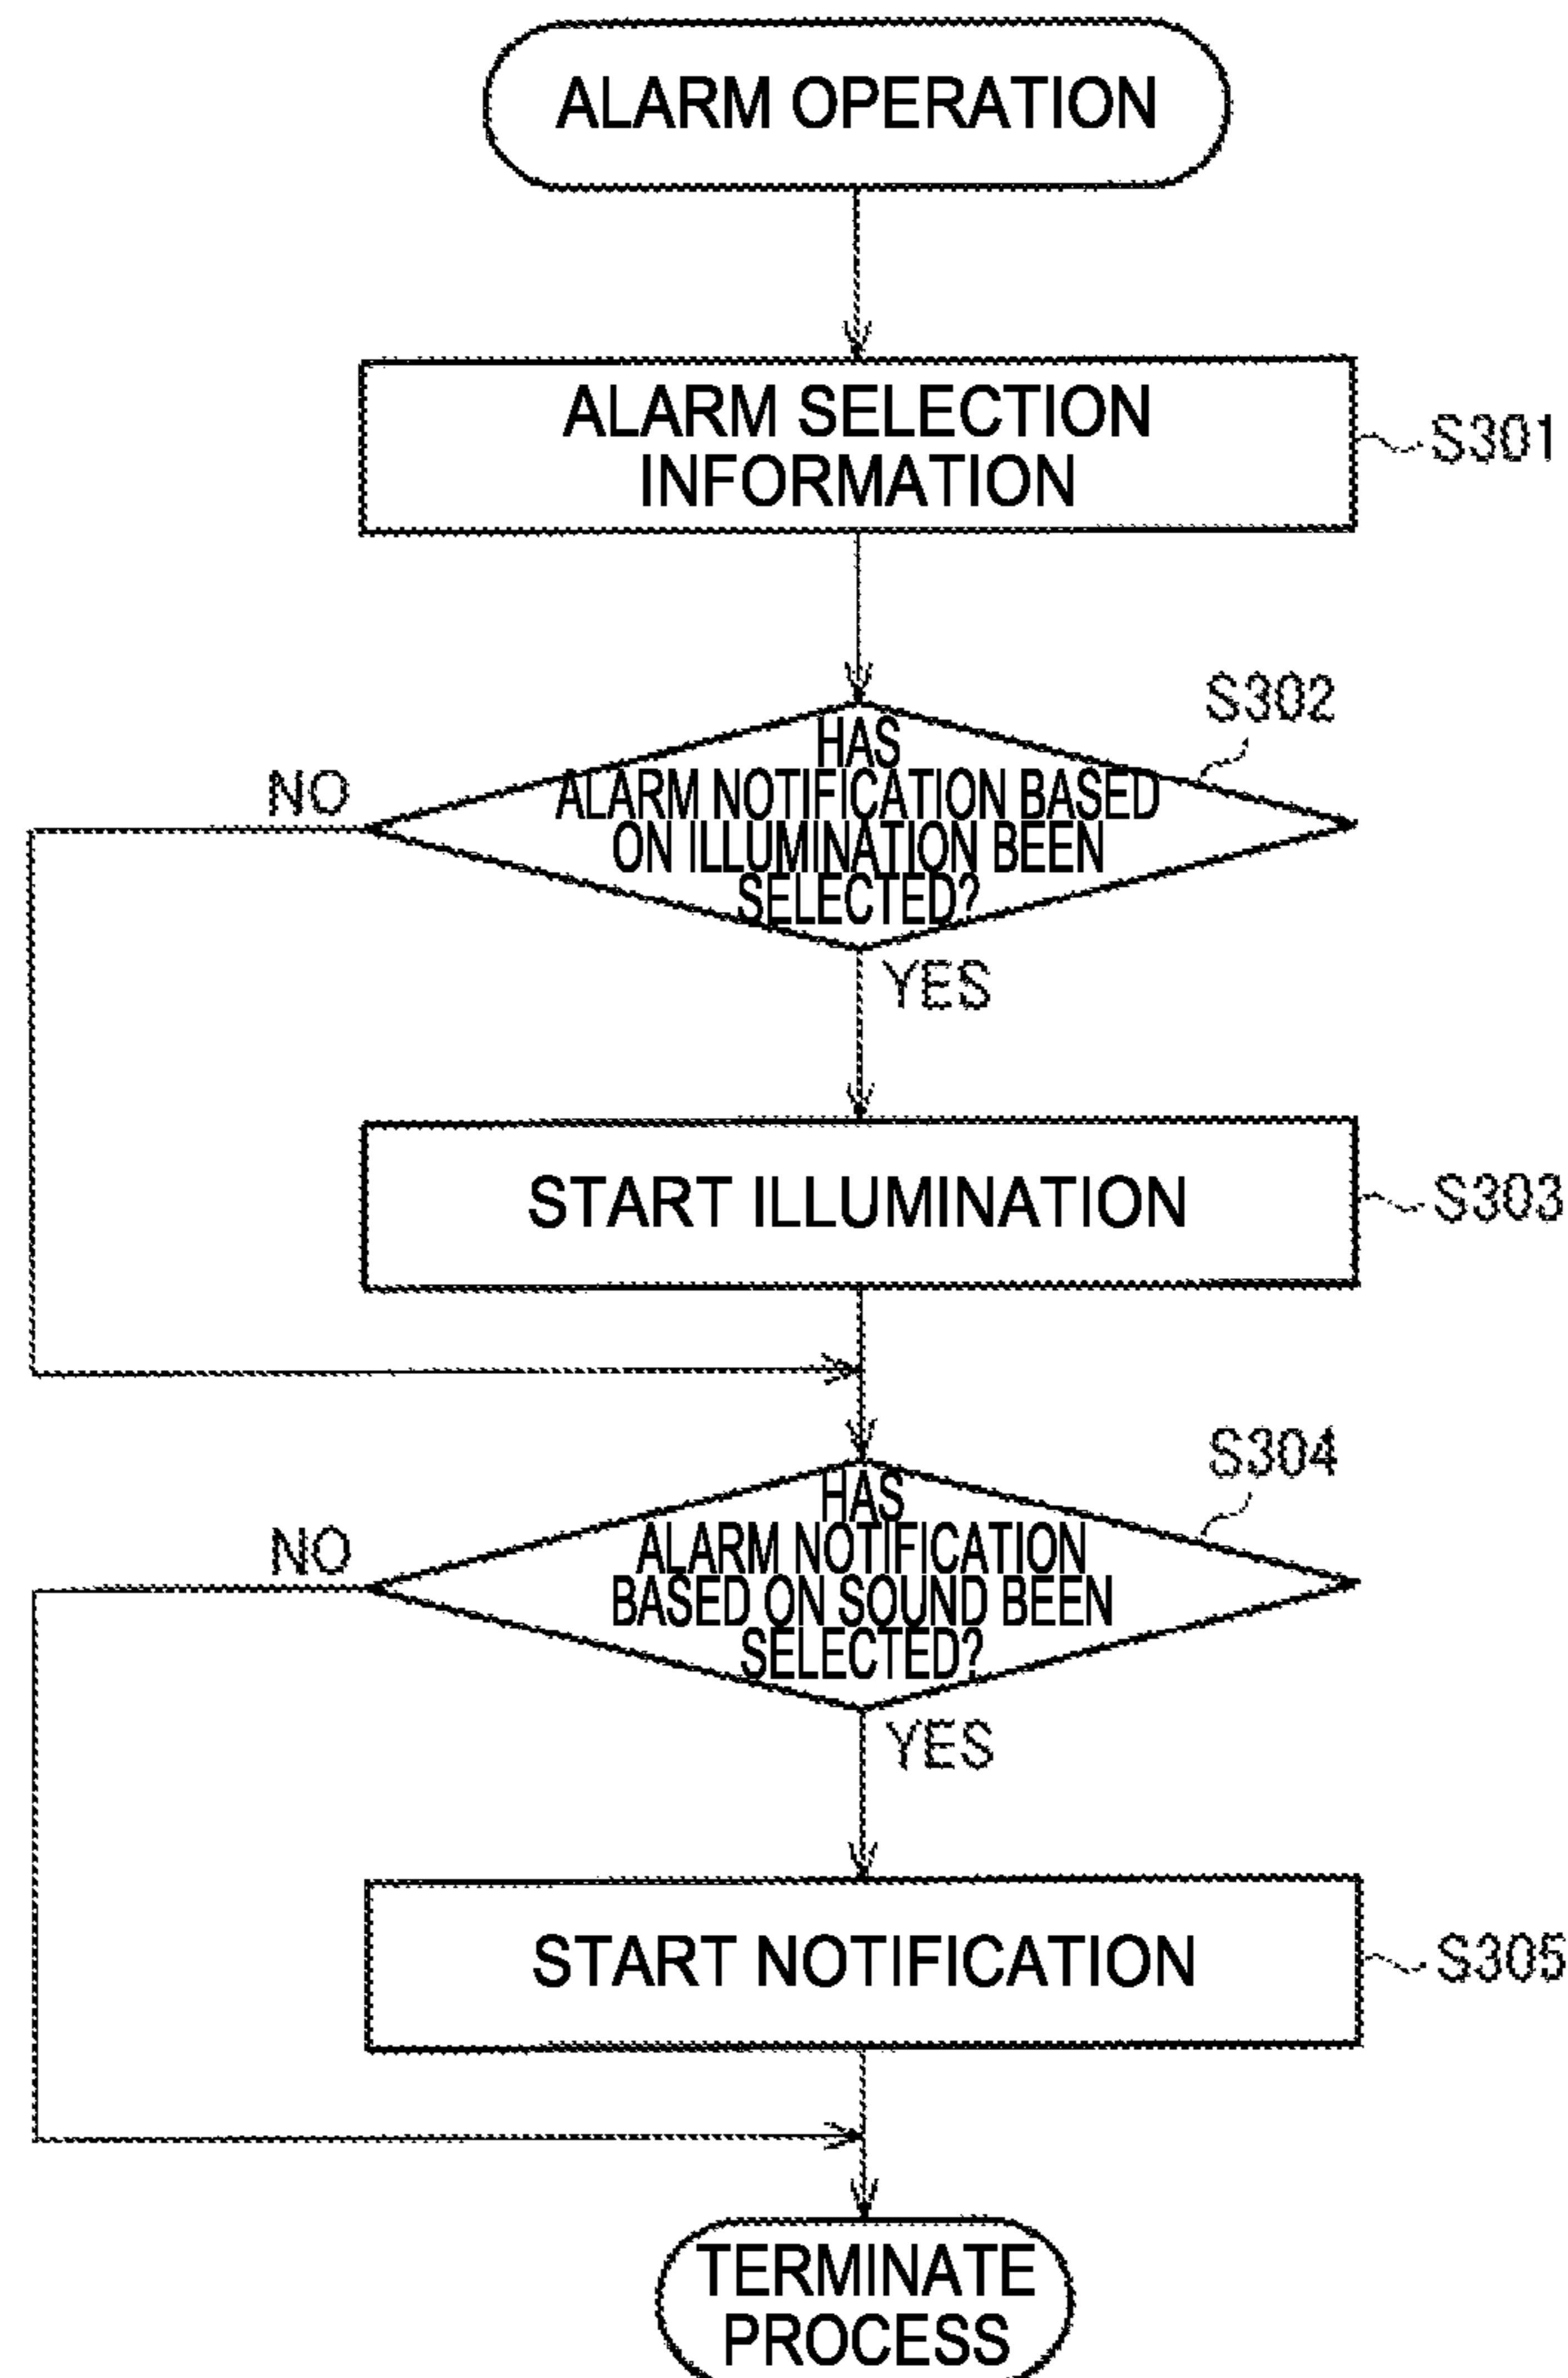 ALARM OPERATION
ALARM SELECTION
INFORMATION
S301
S302
HAS
ALARM NOTIFICATION BASED
ON ILLUMINATION BEEN
SELECTED?
NO
YES
START ILLUMINATION
S303
S304
HAS
ALARM NOTIFICATION
BASED ON SOUND BEEN
SELECTED?
NO
YES
START NOTIFICATION
S305
TERMINATE
PROCESS